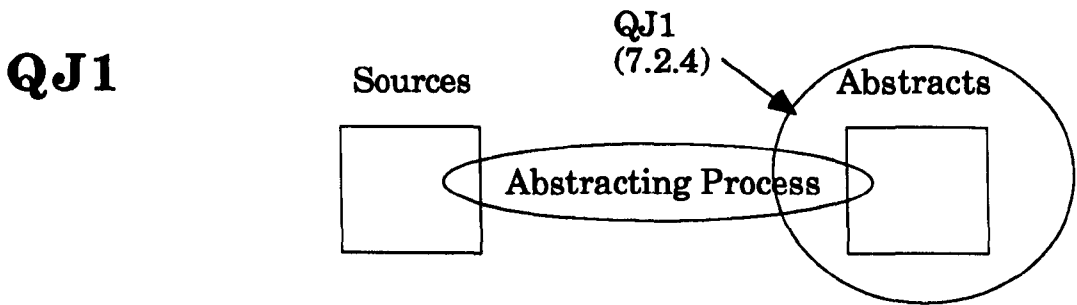 QJ1
QJ1
(7.2.4)
Sources
Abstracts
Abstracting Process